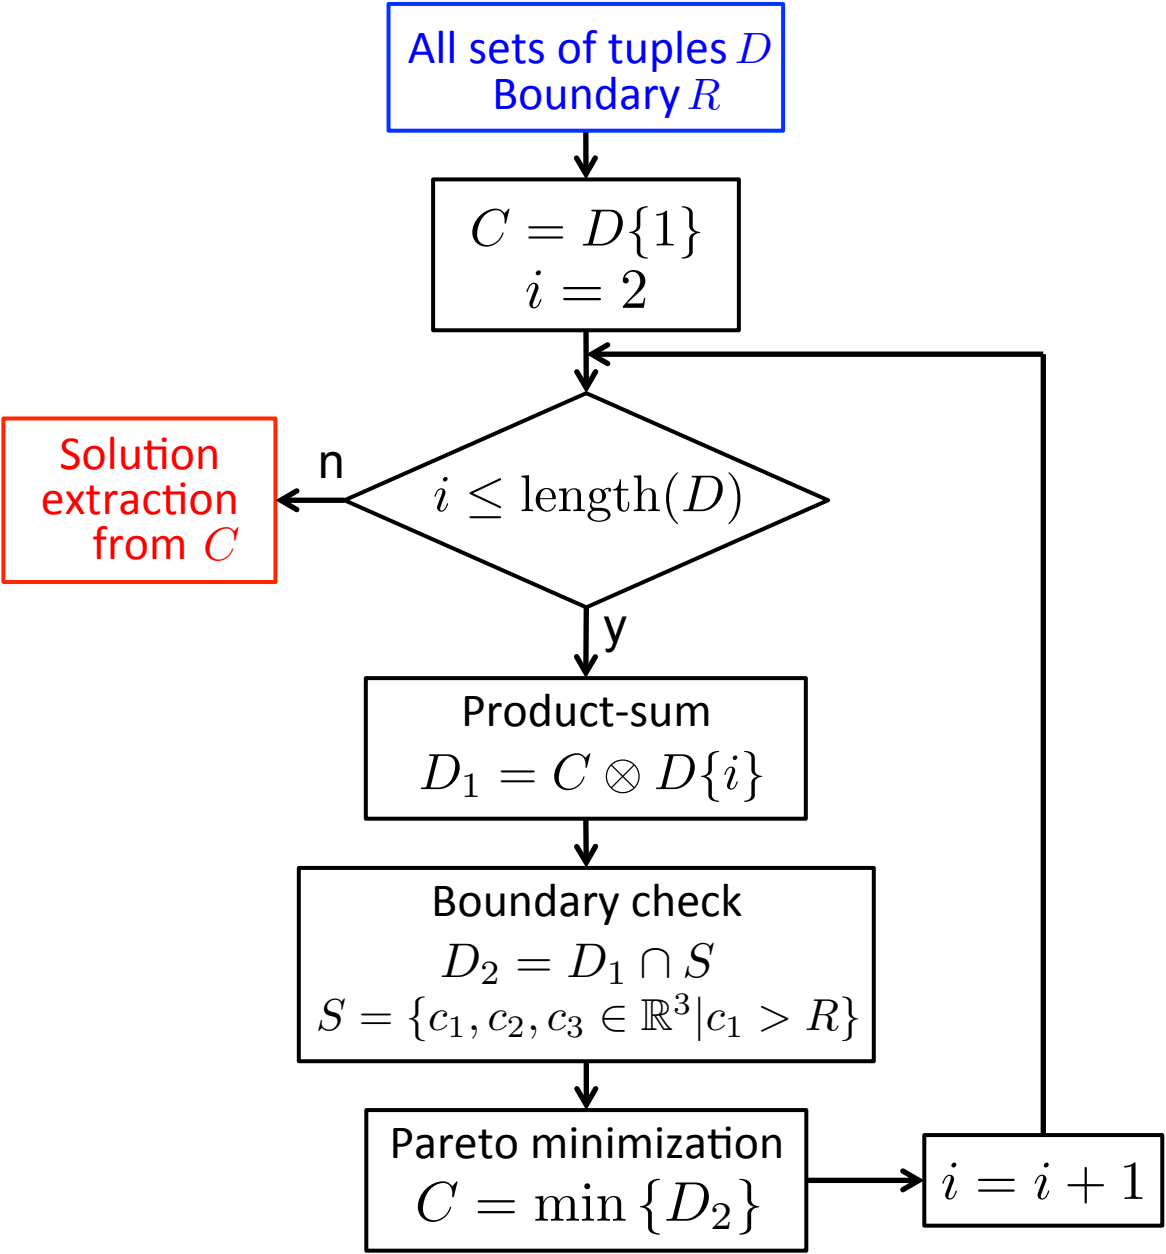 All sets of tuples D
Boundary R
C = D{1}
i = 2
i ≤ length(D)
n
Solution
extraction
from C
y
Product-sum
D₁ = C ⊗ D{i}
Boundary check
D₂ = D₁ ∩ S
S = {c₁, c₂, c₃ ∈ ℝ³|c₁ > R}
Pareto minimization
C = min {D₂}
i = i + 1